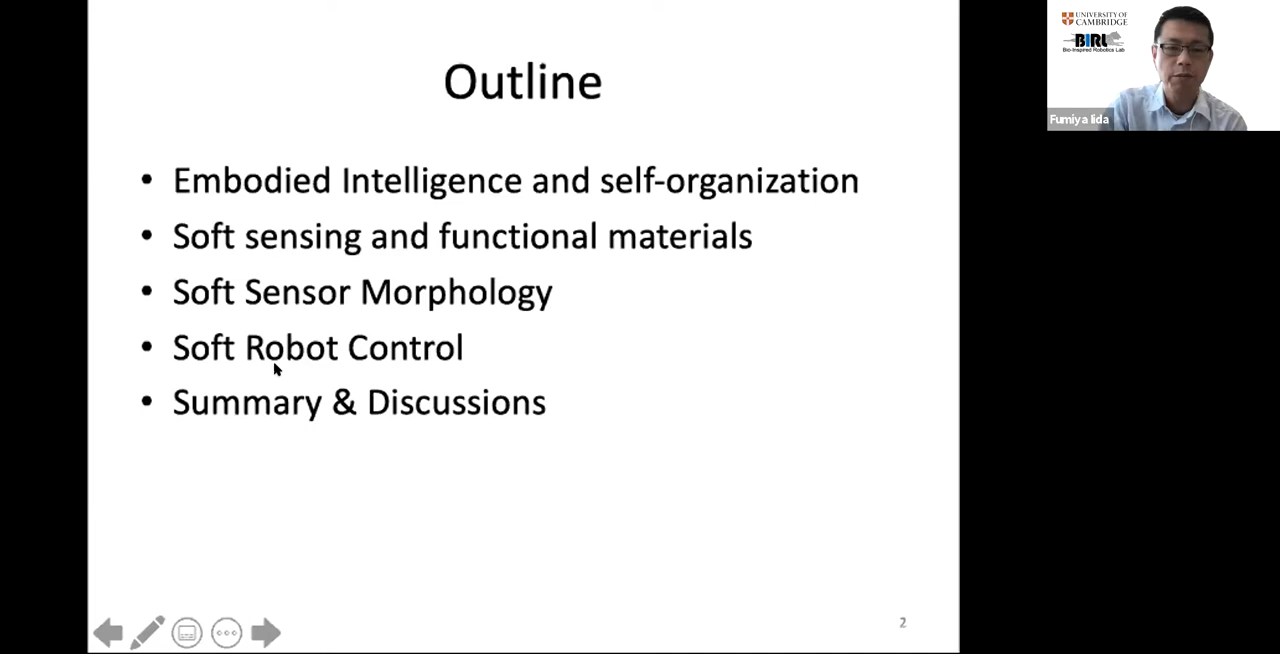 Outline
• Embodied Intelligence and self-organization
• Soft sensing and functional materials
• Soft Sensor Morphology
• Soft Robot Control
• Summary & Discussions
2
UNIVERSITY OF
CAMBRIDGE
BIRL
Bio-Inspired Robotics Lab
Fumiya Iida